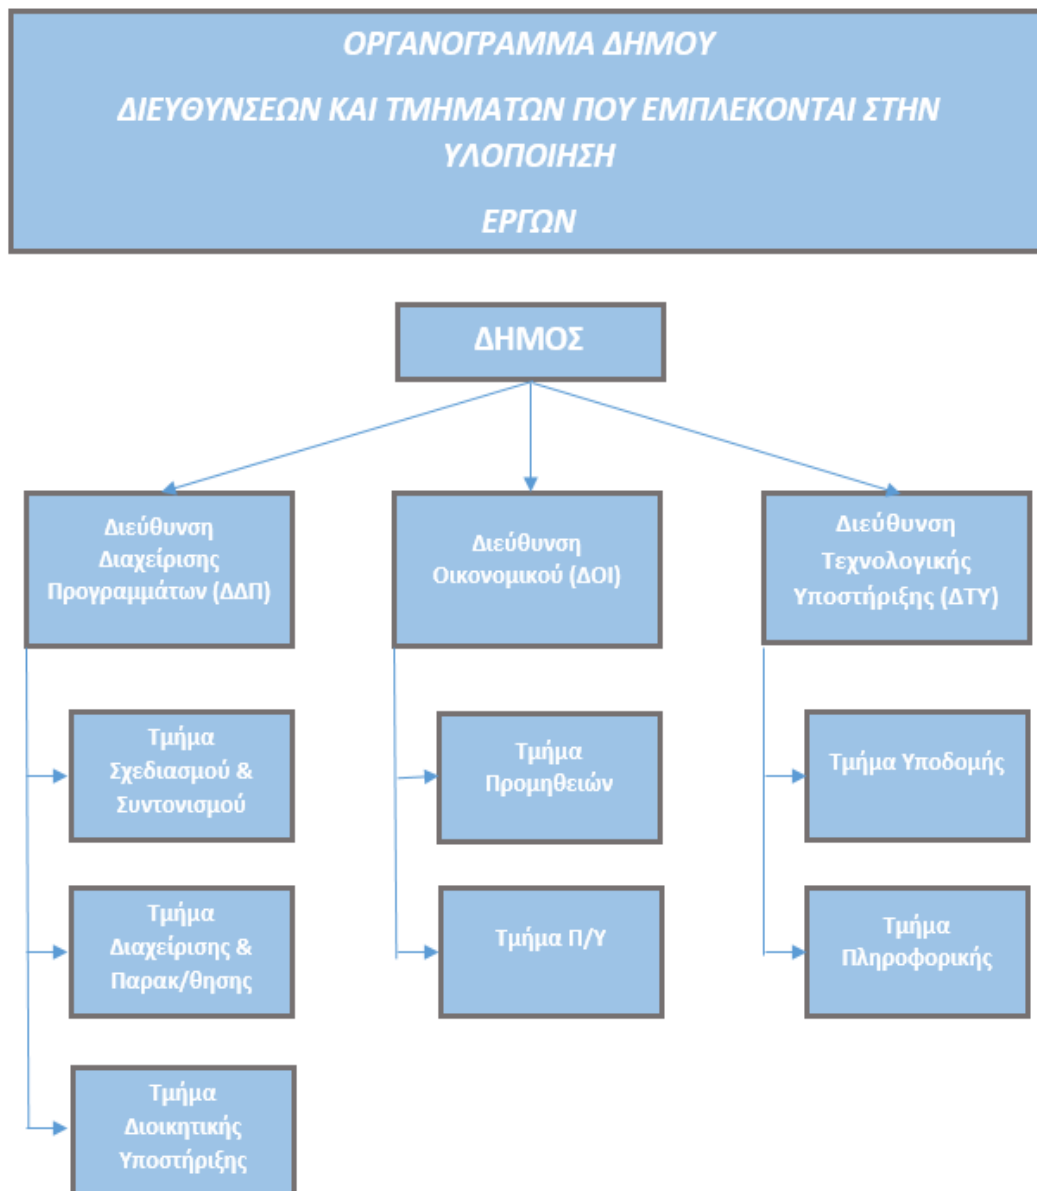 ΟΡΓΑΝΟΓΡΑΜΜΑ ΔΗΜΟΥ
ΔΙΕΥΘΥΝΣΕΩΝ ΚΑΙ ΤΜΗΜΑΤΩΝ ΠΟΥ ΕΜΠΛΕΚΟΝΤΑΙ ΣΤΗΝ
ΥΛΟΠΟΙΗΣΗ
ΕΡΓΩΝ
ΔΗΜΟΣ
Διεύθυνση
Διαχείρισης
Προγραμμάτων (ΔΔΠ)
Διεύθυνση
Οικονομικού (ΔΟΙ)
Διεύθυνση
Τεχνολογικής
Υποστήριξης (ΔΤΥ)
Τμήμα
Σχεδιασμού &
Συντονισμού
Τμήμα
Προμηθειών
Τμήμα Υποδομής
Τμήμα
Διαχείρισης &
Παρακ/θησης
Τμήμα Π/Υ
Τμήμα
Πληροφορικής
Τμήμα
Διοικητικής
Υποστήριξης